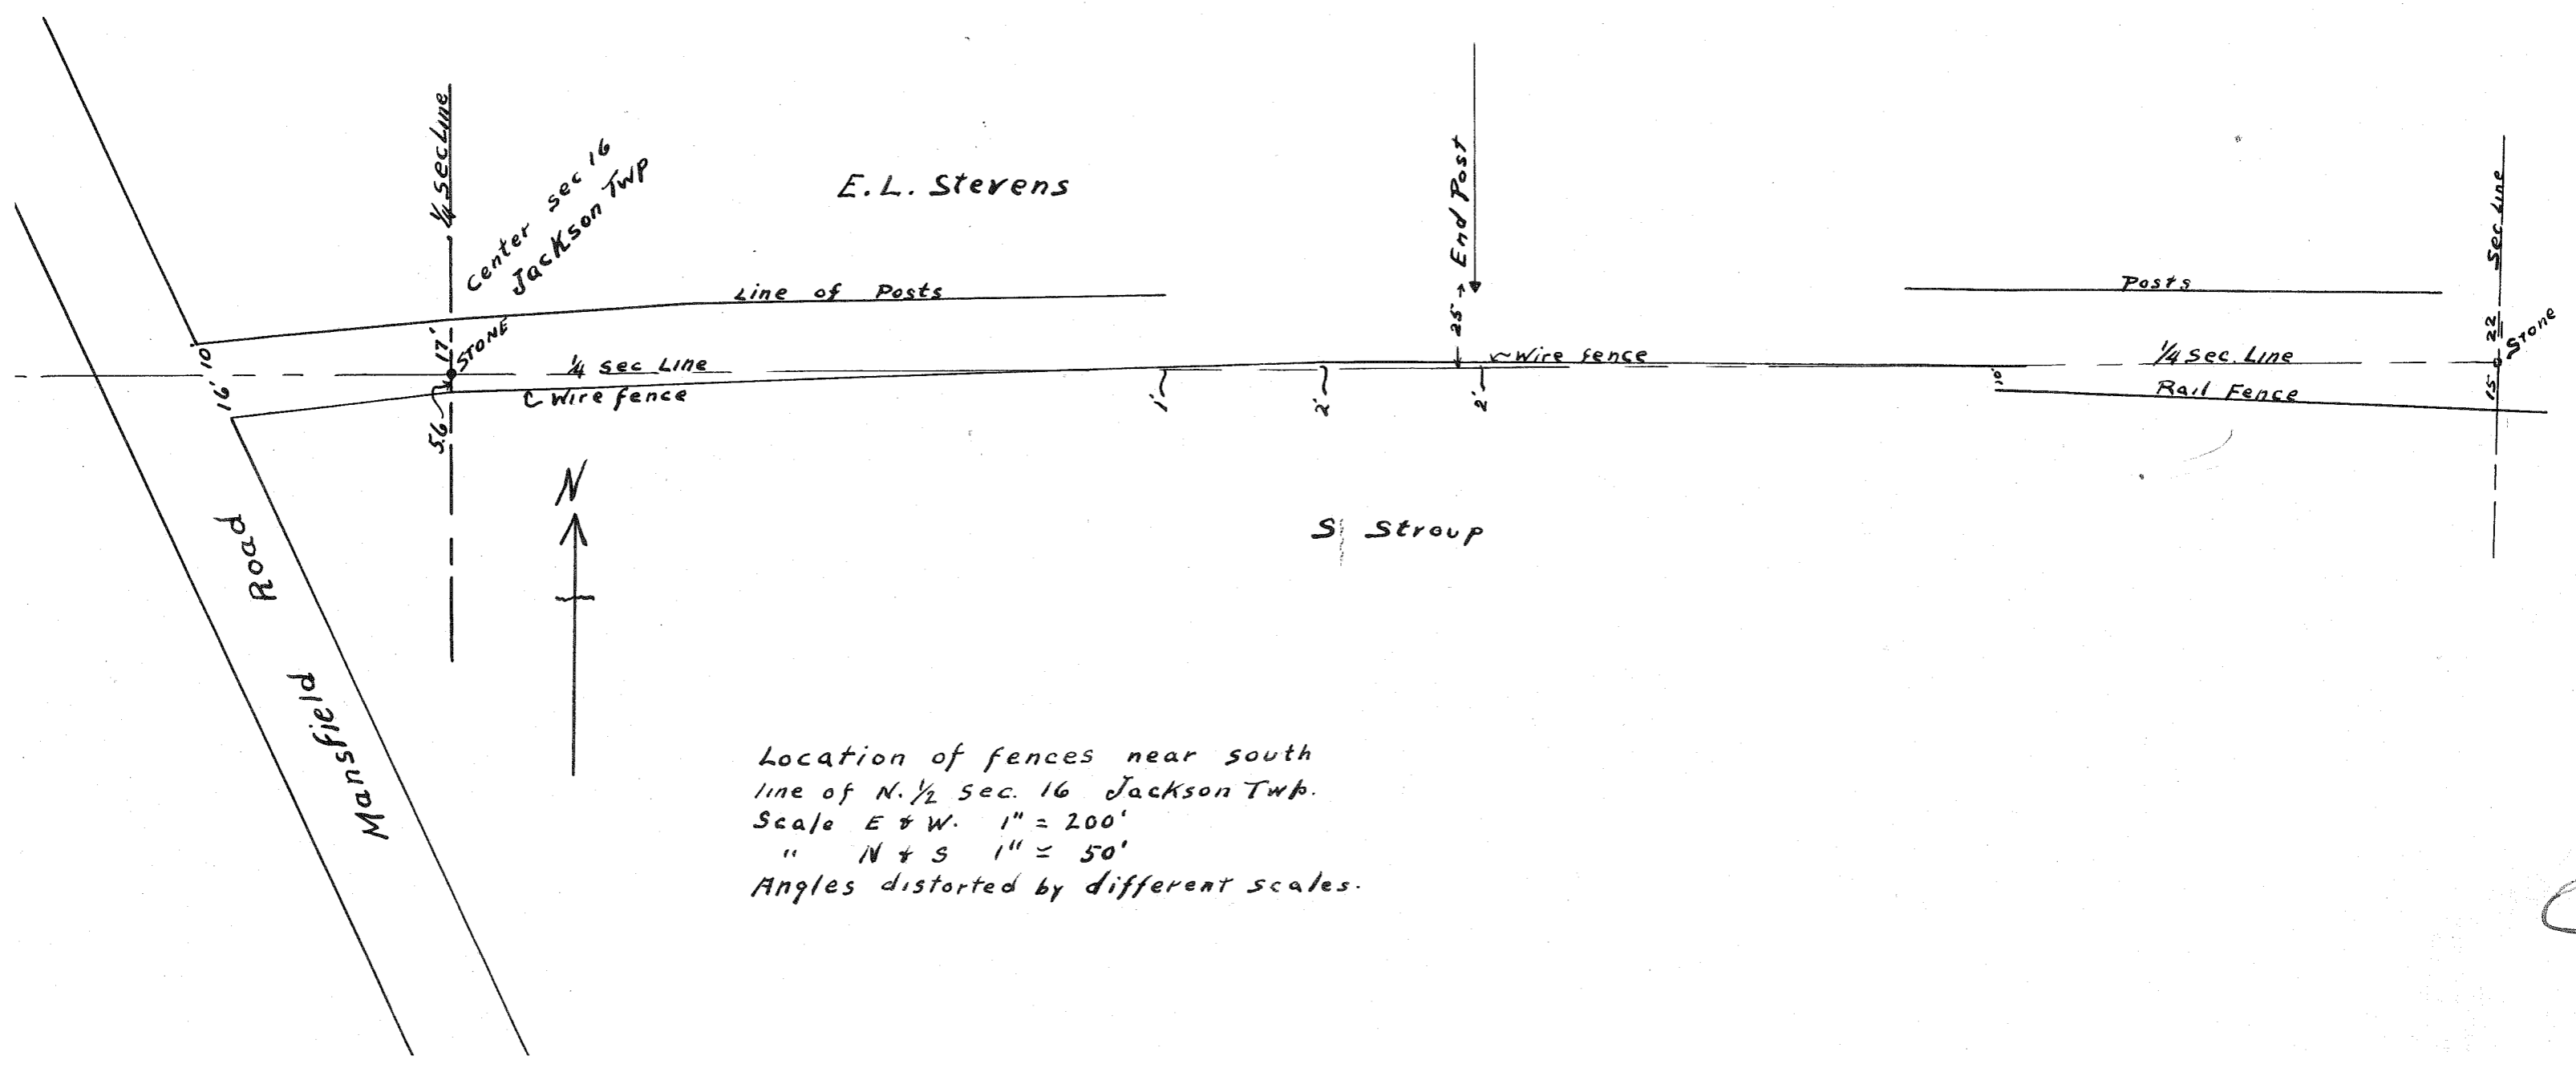 1/4 sec Line
center sec 16
Jackson Twp
E.L. Stevens
End Post
25
Sec Line
Line of Posts
Posts
10
17'
STONE
22
Stone
1/4 sec Line
Wire fence
1/4 Sec. Line
16'
Wire fence
5.6
1'
2'
2'
10'
Rail Fence
15'
N
S Stroup
Road
Mansfield
Location of fences near south
line of N. 1/2 Sec. 16 Jackson Twp.
Scale E & W. 1" = 200'
" N & S 1" = 50'
Angles distorted by different scales.